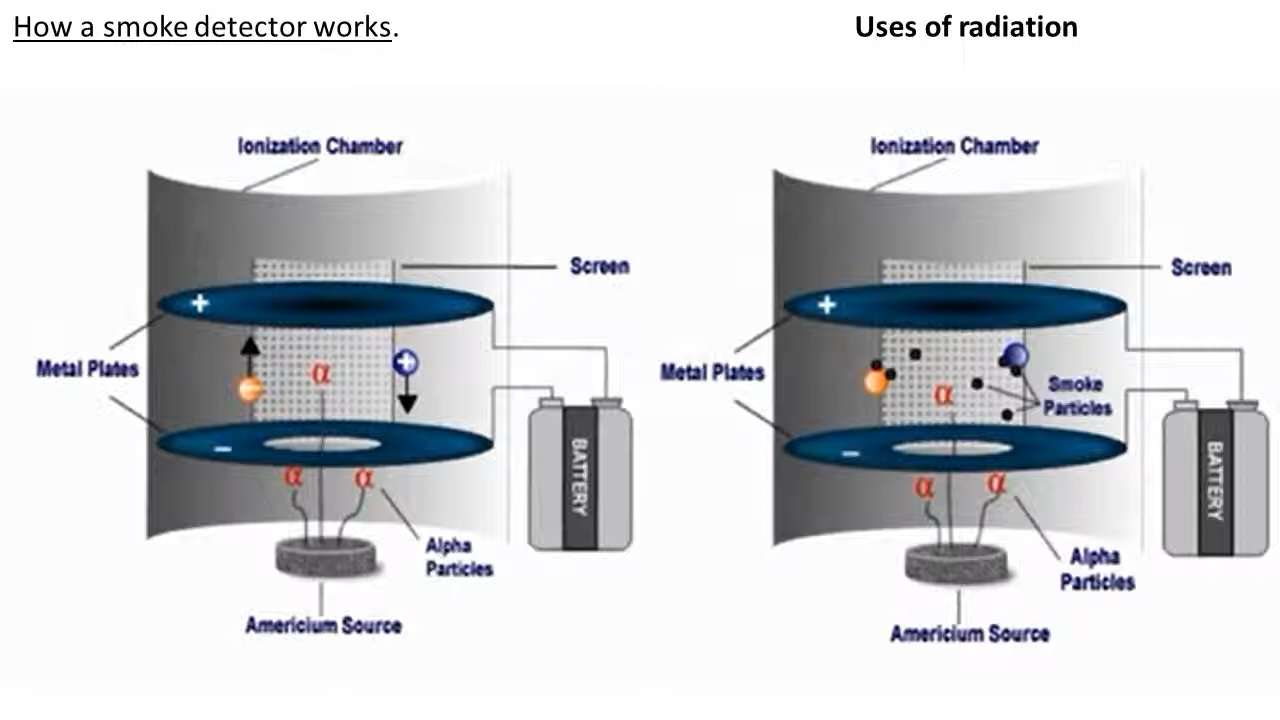 How a smoke detector works.
Uses of radiation
Ionization Chamber
Screen
+
Metal Plates
α
+
−
−
α α
BATTERY
Alpha
Particles
Americium Source
Ionization Chamber
Screen
+
Metal Plates
α
Smoke
Particles
−
α α
BATTERY
Alpha
Particles
Americium Source